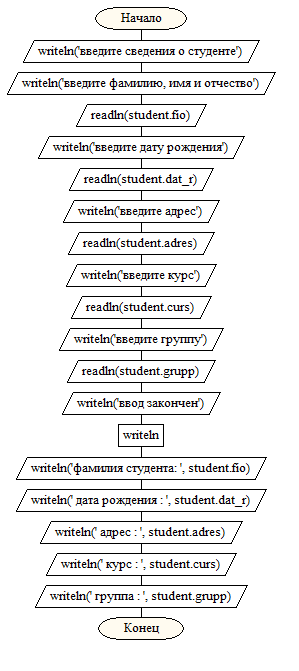 Начало
writeln('введите сведения о студенте')
writeln('введите фамилию, имя и отчество')
readln(student.fio)
writeln('введите дату рождения')
readln(student.dat_r)
writeln('введите адрес')
readln(student.adres)
writeln('введите курс')
readln(student.curs)
writeln('введите группу')
readln(student.grupp)
writeln('ввод закончен')
writeln
writeln('фамилия студента: ', student.fio)
writeln(' дата рождения : ', student.dat_r)
writeln(' адрес : ', student.adres)
writeln(' курс : ', student.curs)
writeln(' группа : ', student.grupp)
Конец